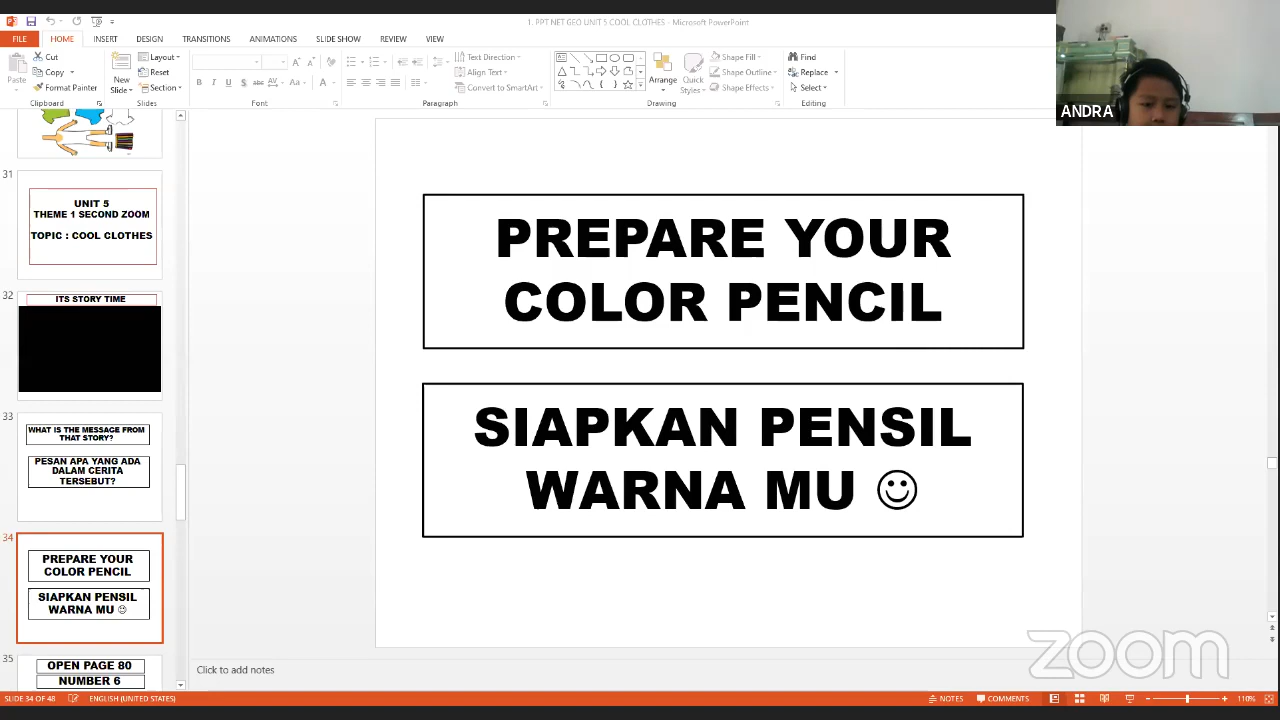 1. PPT NET GEO UNIT 5 COOL CLOTHES - Microsoft PowerPoint
FILE HOME INSERT DESIGN TRANSITIONS ANIMATIONS SLIDE SHOW REVIEW VIEW
Paste
Cut
Copy
Format Painter
Clipboard
New
Slide
Layout
Reset
Section
Slides
B I U S abc AV Aa A
Font
Text Direction
Align Text
Convert to SmartArt
Paragraph
Arrange
Quick
Styles
Shape Fill
Shape Outline
Shape Effects
Drawing
Find
Replace
Select
Editing
ANDRA
31
UNIT 5
THEME 1 SECOND ZOOM
TOPIC : COOL CLOTHES
32
ITS STORY TIME
33
WHAT IS THE MESSAGE FROM
THAT STORY?
PESAN APA YANG ADA
DALAM CERITA
TERSEBUT?
34
PREPARE YOUR
COLOR PENCIL
SIAPKAN PENSIL
WARNA MU ☺
35
OPEN PAGE 80
NUMBER 6
PREPARE YOUR
COLOR PENCIL
SIAPKAN PENSIL
WARNA MU ☺
zoom
Click to add notes
SLIDE 34 OF 48 ENGLISH (UNITED STATES) NOTES COMMENTS 110%